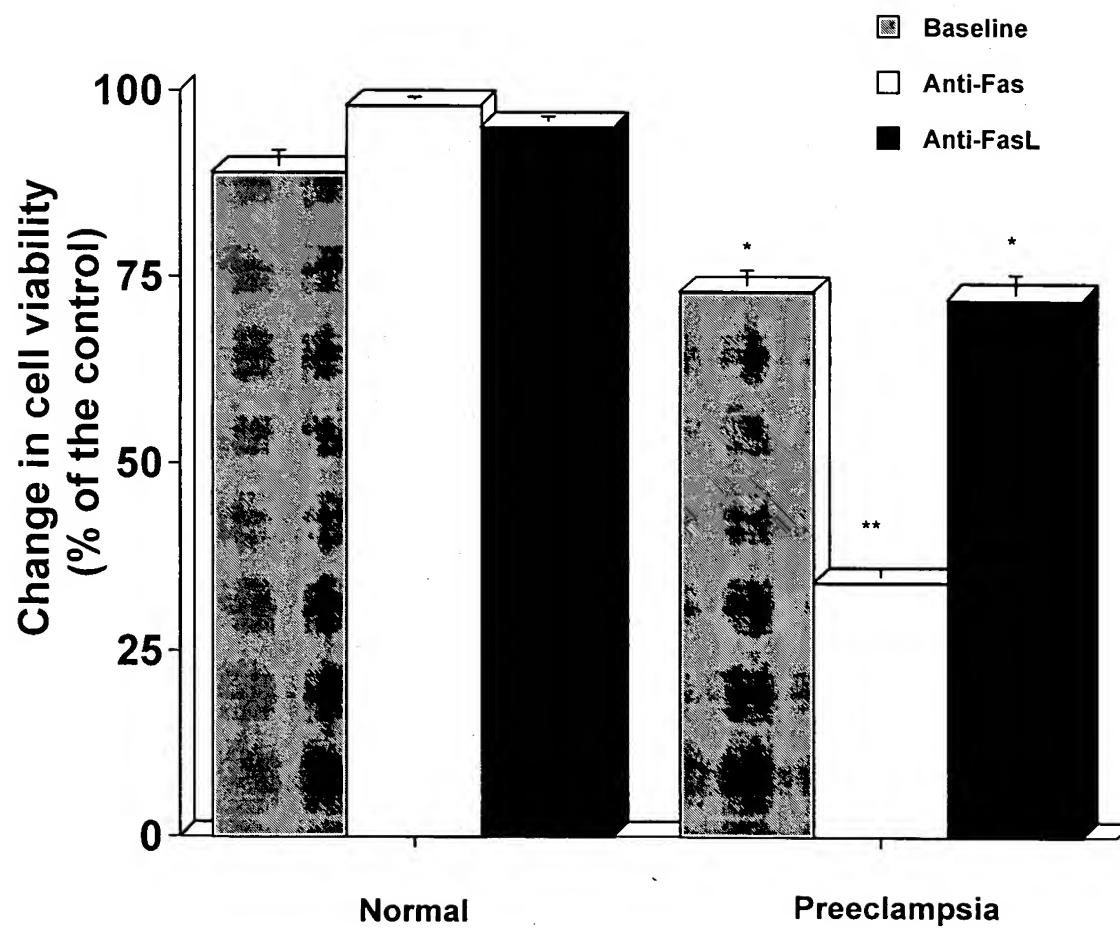 Baseline
Anti-Fas
Anti-FasL
Change in cell viability
(% of the control)
100
75
50
25
0
*
**
*
Normal
Preeclampsia